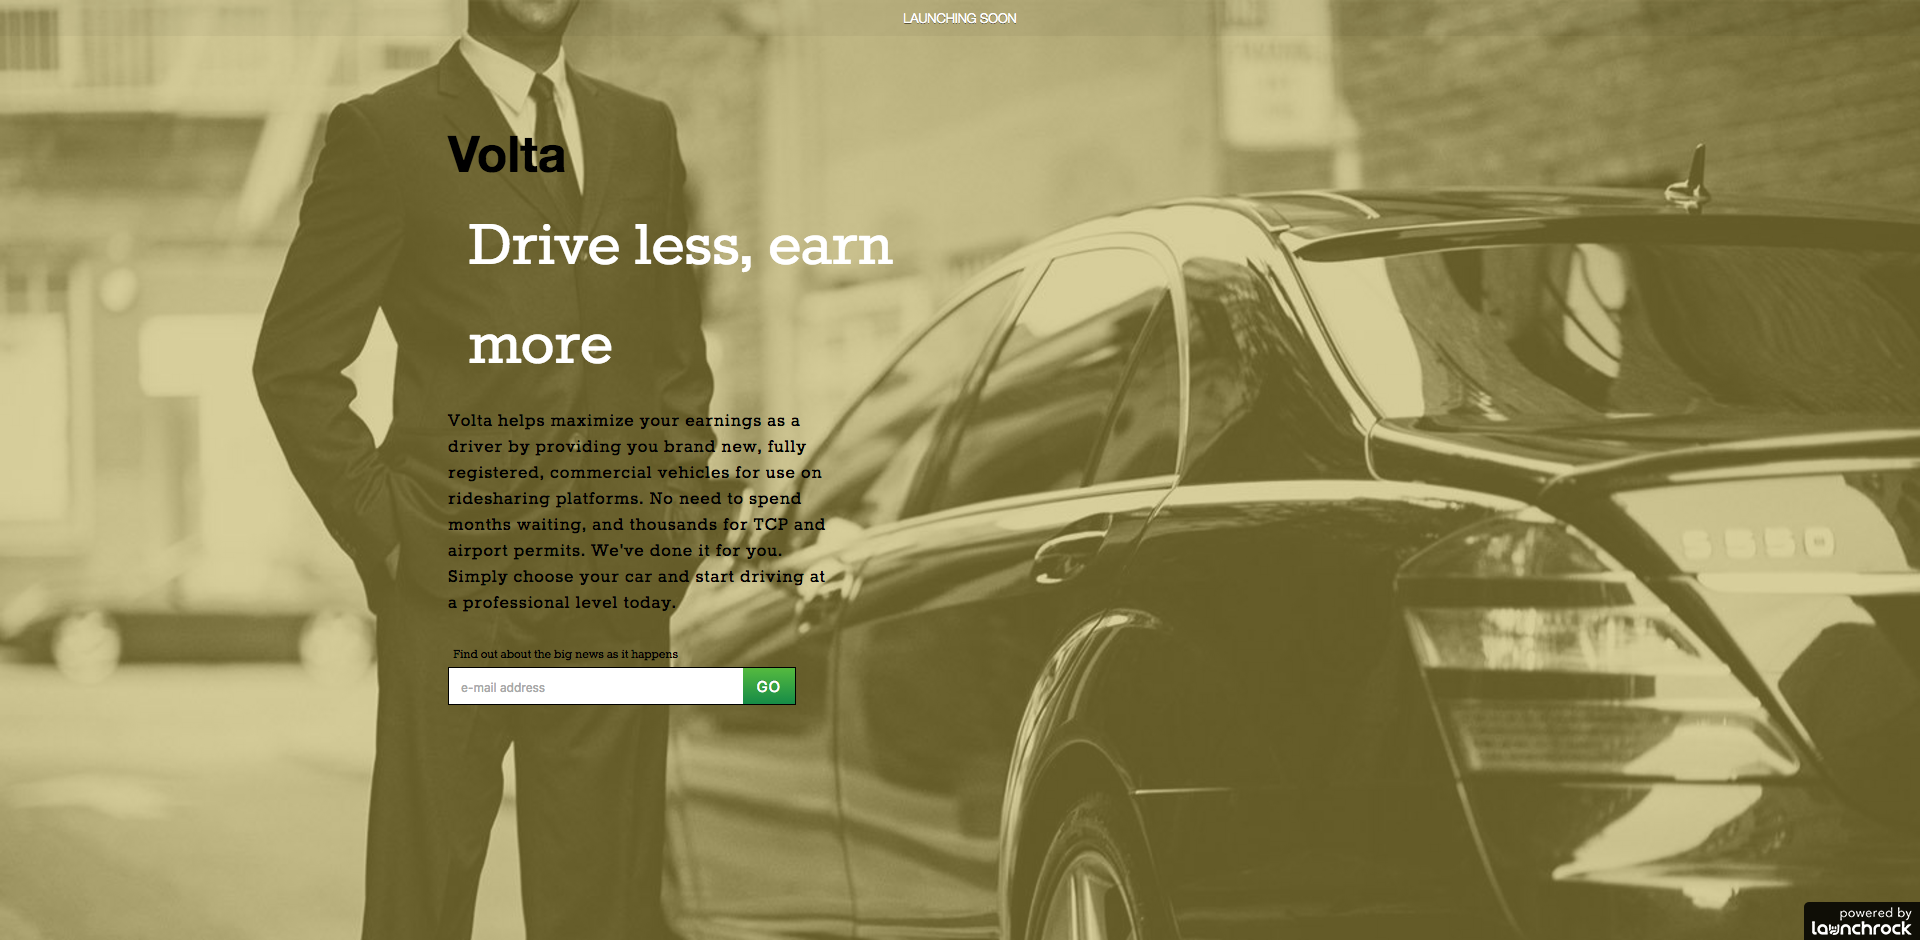 LAUNCHING SOON
Volta
Drive less, earn
more
Volta helps maximize your earnings as a
driver by providing you brand new, fully
registered, commercial vehicles for use on
ridesharing platforms. No need to spend
months waiting, and thousands for TCP and
airport permits. We've done it for you.
Simply choose your car and start driving at
a professional level today.
Find out about the big news as it happens
e-mail address GO
S550
powered by
launchrock